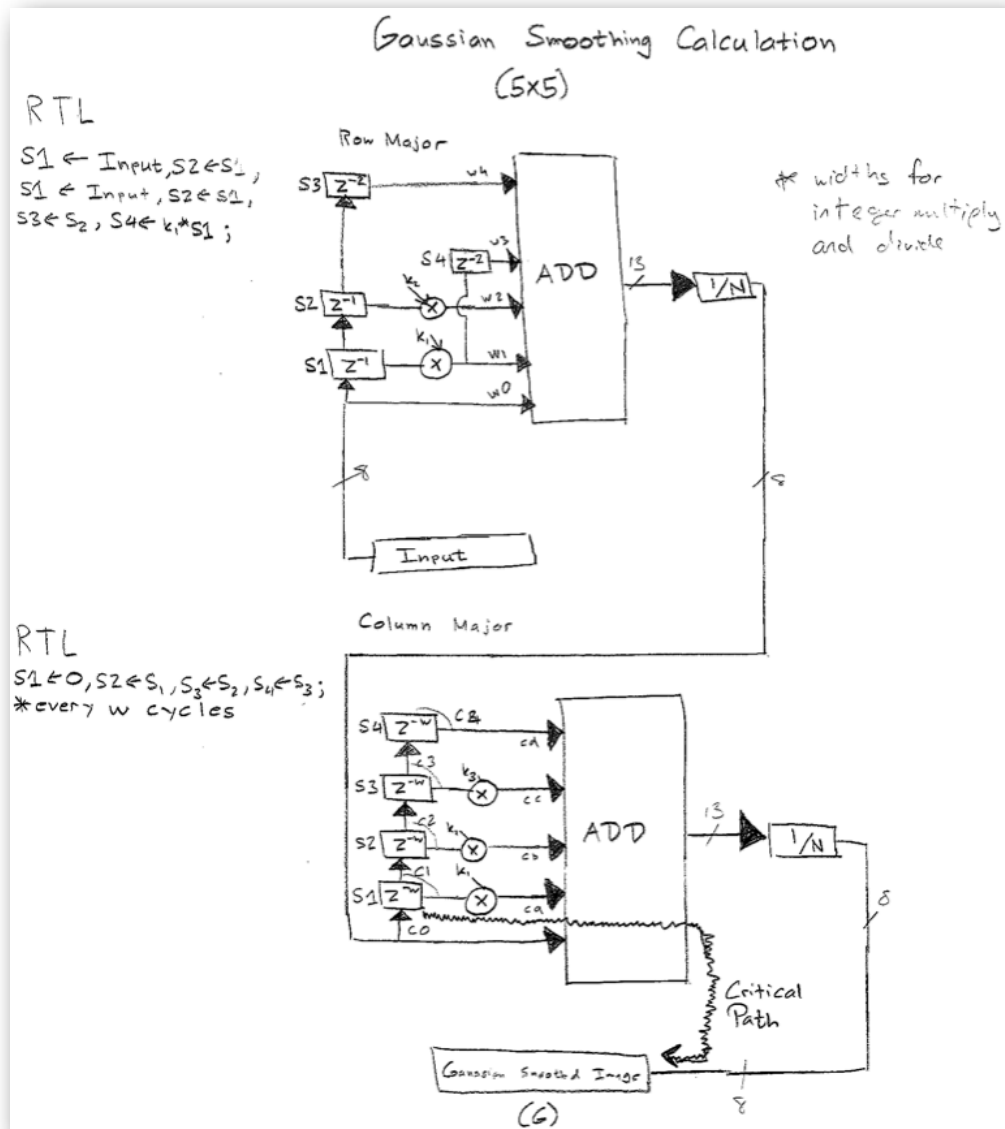 Gaussian Smoothing Calculation
(5x5)
RTL
S1 ← Input, S2 ← S1,
S1 ← Input, S2 ← S1,
S3 ← S2, S4 ← k1*S1;
Row Major
* widths for
integer multiply
and divide
S3 Z^-2 w4
S4 Z^-2 w3
ADD
13
1/N
S2 Z^-1 k2 x w2
S1 Z^-1 k1 x w1
w0
8
8
Input
RTL
S1 ← 0, S2 ← S1, S3 ← S2, S4 ← S3;
*every w cycles
Column Major
S4 Z^-w cd
c3
S3 Z^-w k3 x cc
c2
S2 Z^-w x cb
c1
S1 Z^-w k1 x ca
c0
ADD
13
1/N
8
Critical
Path
Gaussian Smoothed Image
8
(G)